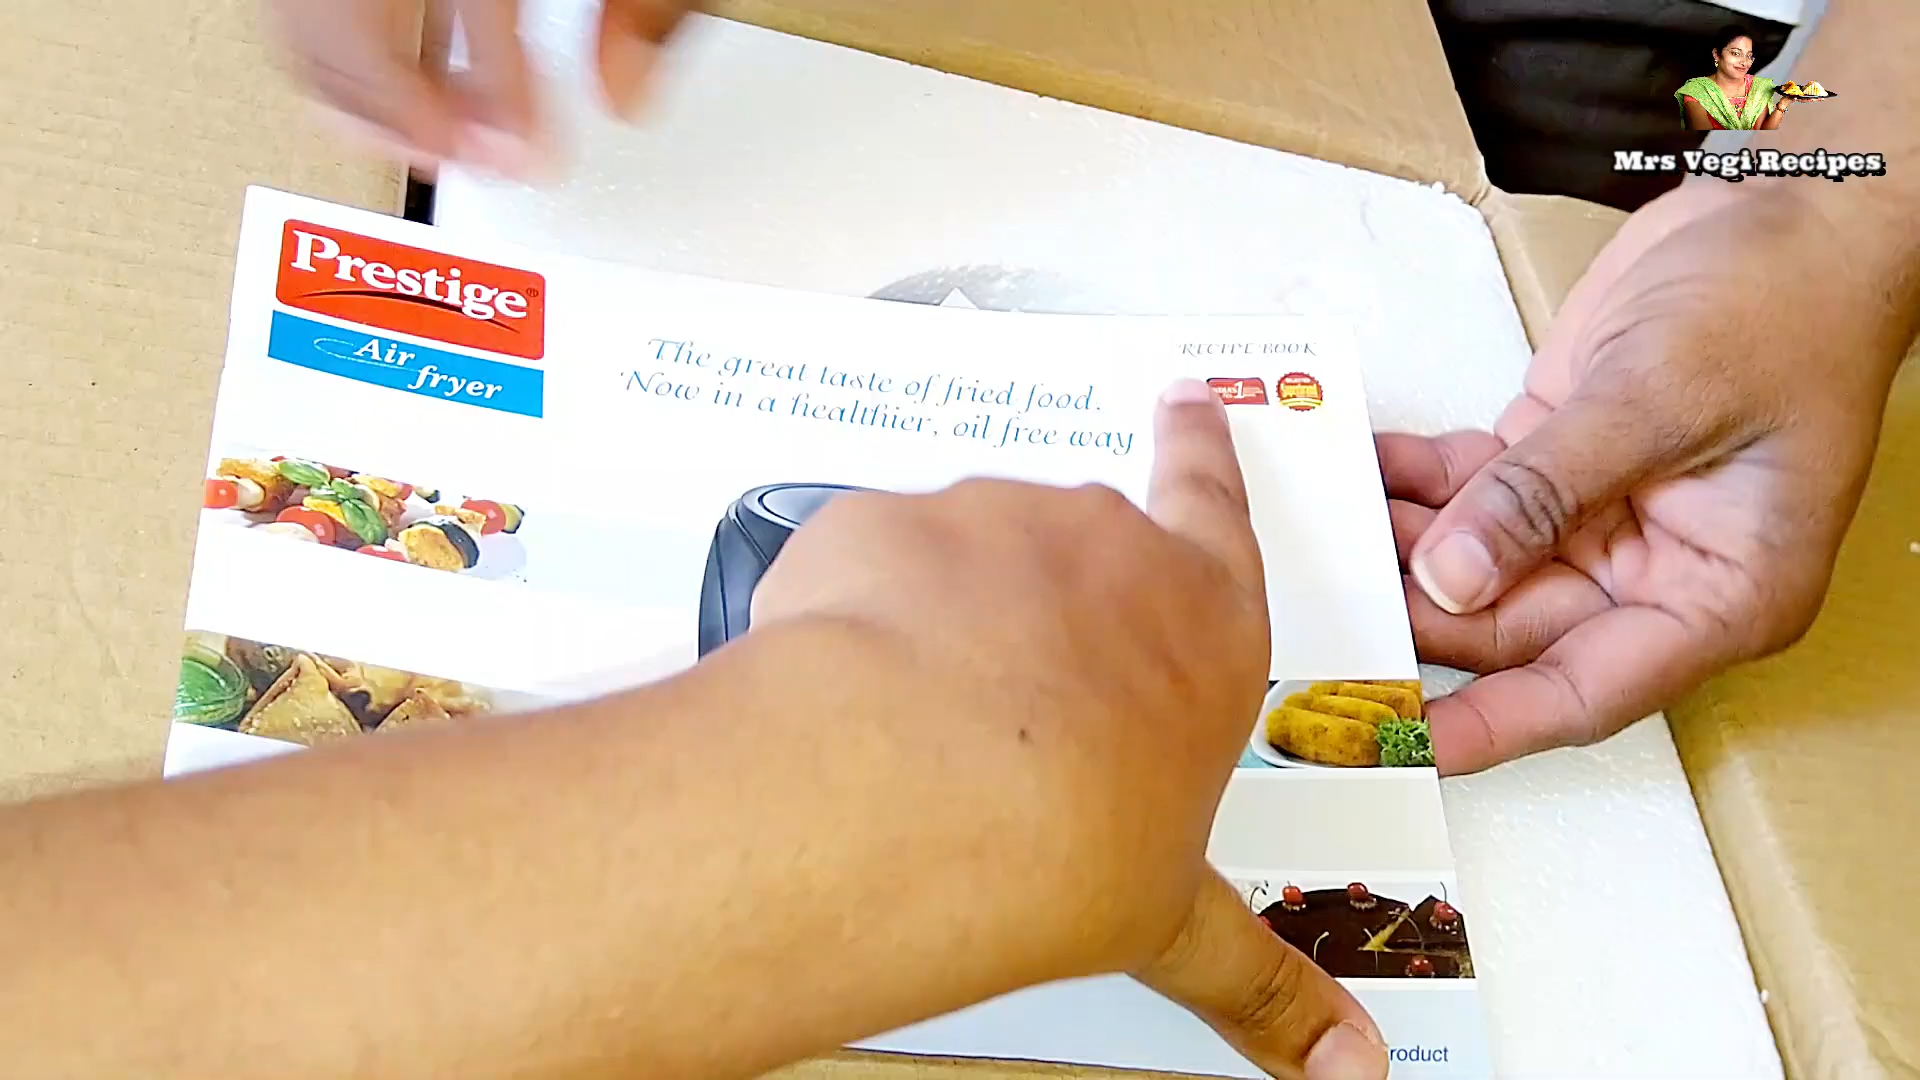 Mrs Vegi Recipes
Prestige®
Air
fryer
The great taste of fried food.
Now in a healthier, oil free way
RECIPE BOOK
roduct